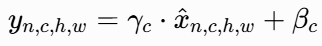 y_{n,c,h,w} = γ_c · x̂_{n,c,h,w} + β_c